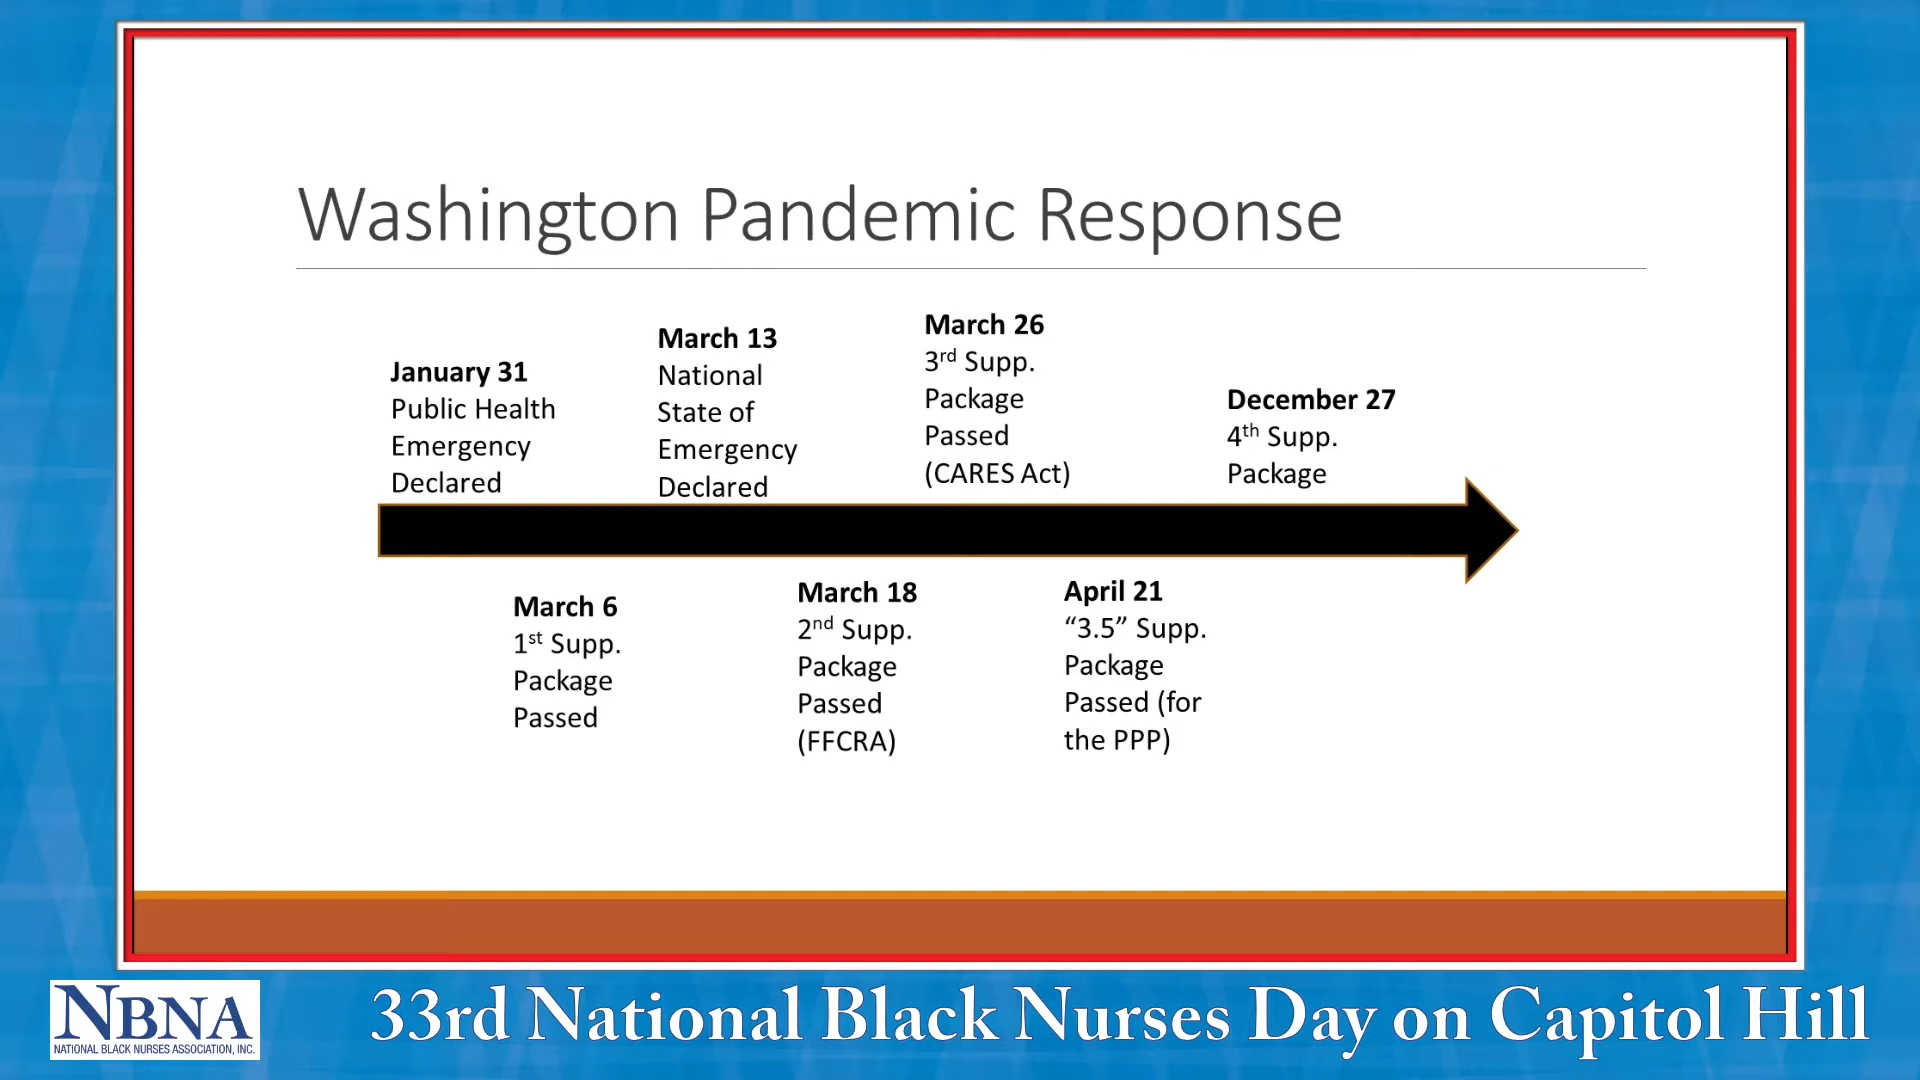 Washington Pandemic Response
January 31
Public Health
Emergency
Declared
March 6
1st Supp.
Package
Passed
March 13
National
State of
Emergency
Declared
March 18
2nd Supp.
Package
Passed
(FFCRA)
March 26
3rd Supp.
Package
Passed
(CARES Act)
April 21
“3.5” Supp.
Package
Passed (for
the PPP)
December 27
4th Supp.
Package
NBNA
NATIONAL BLACK NURSES ASSOCIATION, INC.
33rd National Black Nurses Day on Capitol Hill